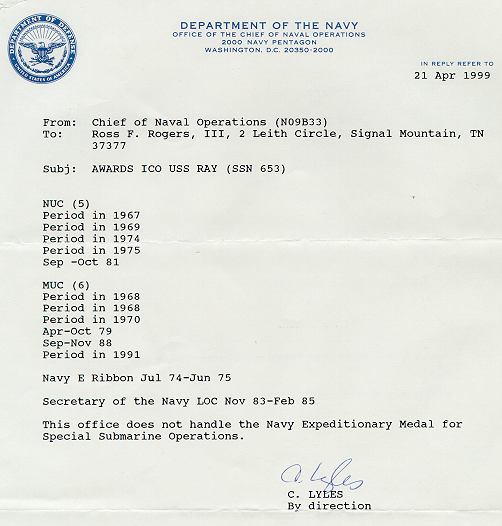 DEPARTMENT OF DEFENSE
UNITED STATES OF AMERICA
DEPARTMENT OF THE NAVY
OFFICE OF THE CHIEF OF NAVAL OPERATIONS
2000 NAVY PENTAGON
WASHINGTON, D.C. 20350-2000
IN REPLY REFER TO
21 Apr 1999
From: Chief of Naval Operations (N09B33)
To: Ross F. Rogers, III, 2 Leith Circle, Signal Mountain, TN
37377
Subj: AWARDS ICO USS RAY (SSN 653)
NUC (5)
Period in 1967
Period in 1969
Period in 1974
Period in 1975
Sep -Oct 81
MUC (6)
Period in 1968
Period in 1968
Period in 1970
Apr-Oct 79
Sep-Nov 88
Period in 1991
Navy E Ribbon Jul 74-Jun 75
Secretary of the Navy LOC Nov 83-Feb 85
This office does not handle the Navy Expeditionary Medal for
Special Submarine Operations.
C. Lyles
C. LYLES
By direction